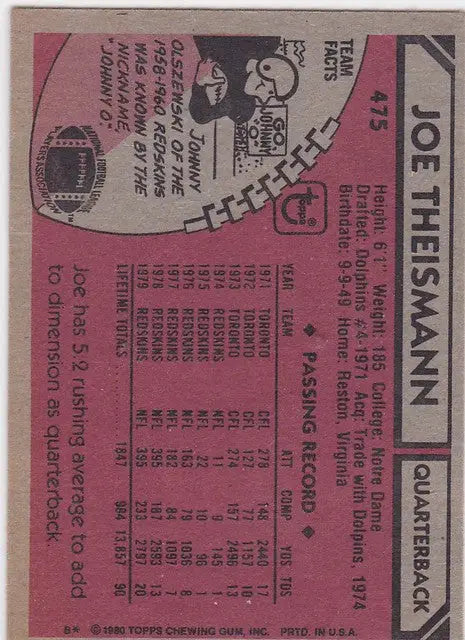 JOE THEISMANN
QUARTERBACK
475
Height: 6'1" Weight: 185 College: Notre Dame
Drafted: Dolphins #4-1971 Acq: Trade with Dolpins, 1974
Birthdate: 9-9-49 Home: Reston, Virginia
TEAM
FACTS
GO,
JOHNNY
"O"
JOHNNY
OLSZEWSKI OF THE
1958-1960 REDSKINS
WAS KNOWN BY THE
NICKNAME,
"JOHNNY O"
NATIONAL FOOTBALL LEAGUE
PLAYERS ASSOCIATION
Topps
◆ PASSING RECORD ◆
YEAR TEAM ATT COMP YDS TDS
1971 TORONTO CFL 278 148 2440 17
1972 TORONTO CFL 127 77 1157 10
1973 TORONTO CFL 274 157 2496 13
1974 REDSKINS NFL 11 9 145 1
1975 REDSKINS NFL 22 10 96 1
1976 REDSKINS NFL 163 79 1036 8
1977 REDSKINS NFL 182 84 1097 7
1978 REDSKINS NFL 395 187 2593 13
1979 REDSKINS NFL 395 233 2797 20
LIFETIME TOTALS 1847 984 13,857 90
Joe has 5.2 rushing average to add
to dimension as quarterback.
B* © 1980 TOPPS CHEWING GUM, INC. PRTD. IN U.S.A.